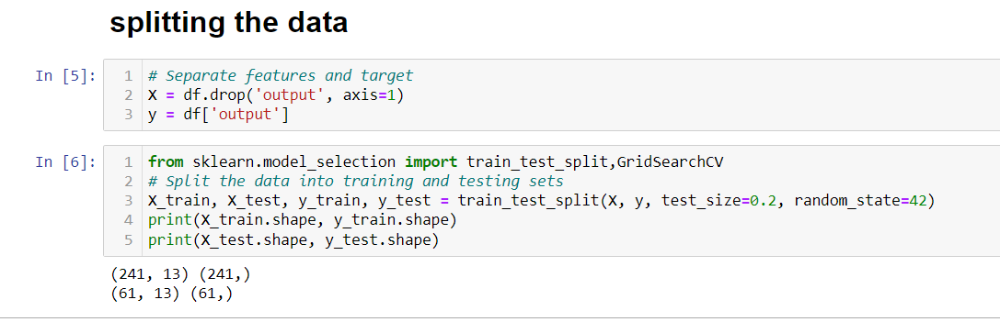 splitting the data
In [5]:
1 # Separate features and target
2 X = df.drop('output', axis=1)
3 y = df['output']
In [6]:
1 from sklearn.model_selection import train_test_split,GridSearchCV
2 # Split the data into training and testing sets
3 X_train, X_test, y_train, y_test = train_test_split(X, y, test_size=0.2, random_state=42)
4 print(X_train.shape, y_train.shape)
5 print(X_test.shape, y_test.shape)
(241, 13) (241,)
(61, 13) (61,)